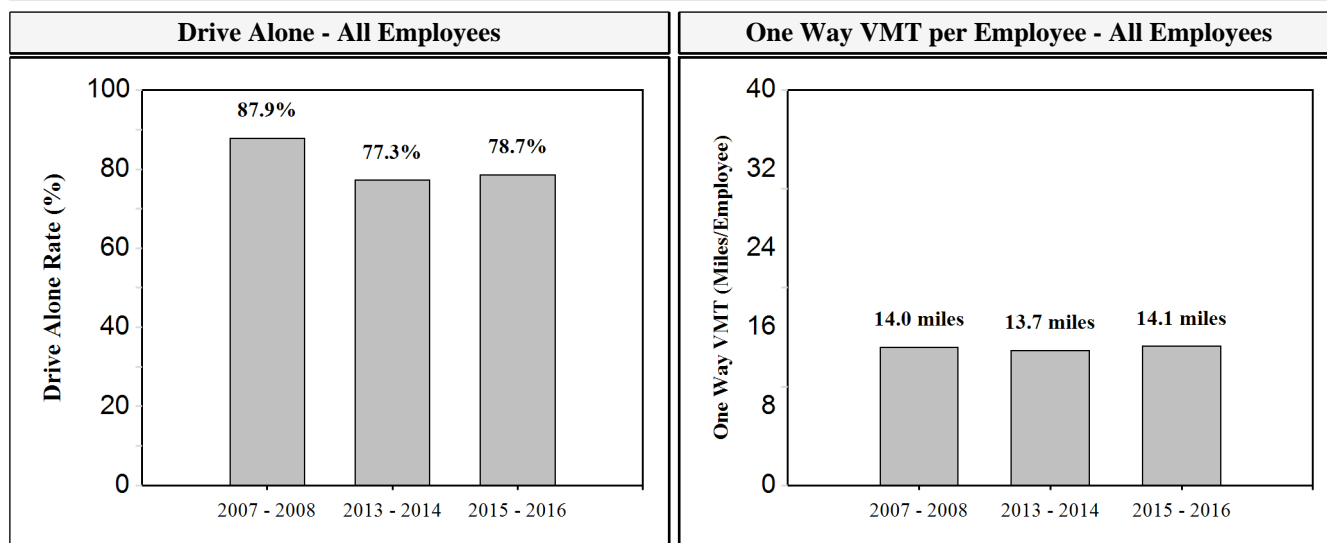 Drive Alone - All Employees
100
80
60
40
20
0
Drive Alone Rate (%)
87.9%
77.3%
78.7%
2007 - 2008
2013 - 2014
2015 - 2016
One Way VMT per Employee - All Employees
40
32
24
16
8
0
One Way VMT (Miles/Employee)
14.0 miles
13.7 miles
14.1 miles
2007 - 2008
2013 - 2014
2015 - 2016